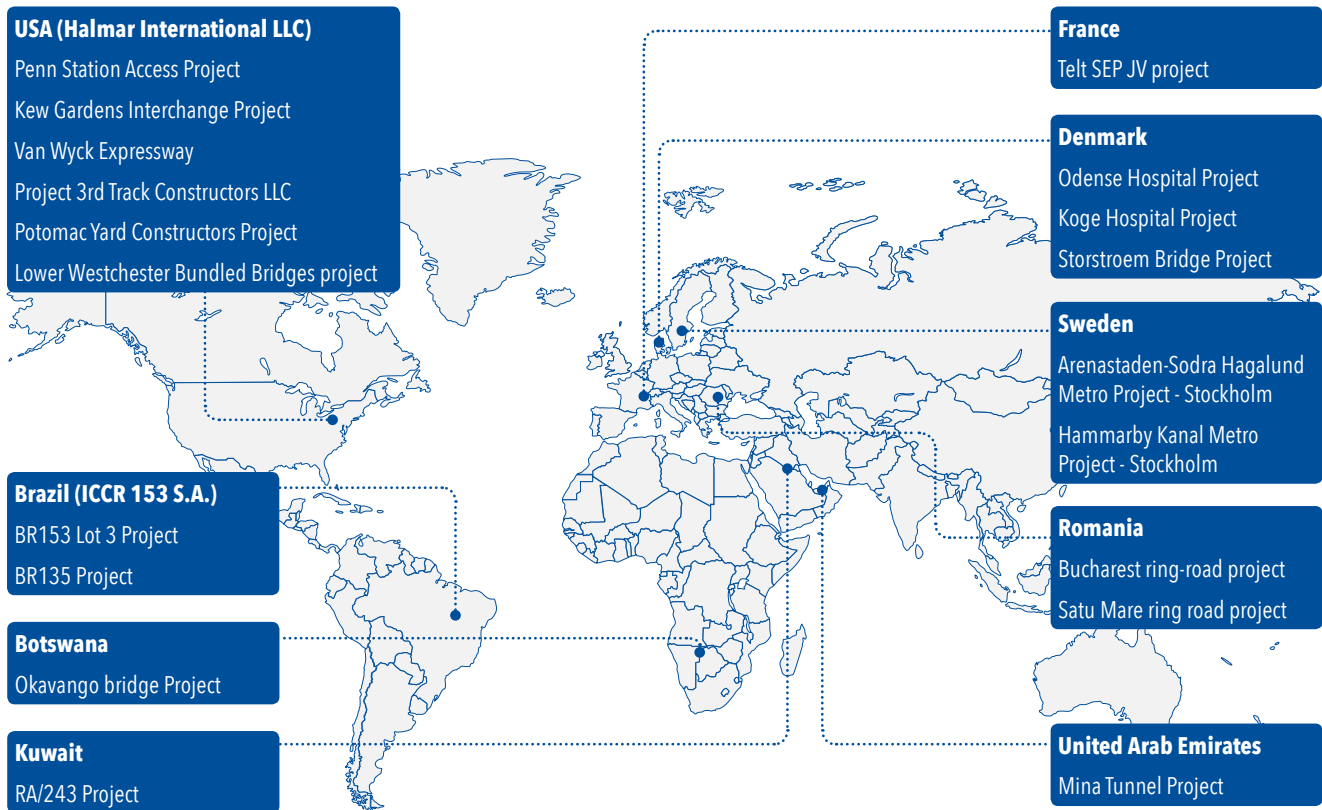 USA (Halmar International LLC)
Penn Station Access Project
Kew Gardens Interchange Project
Van Wyck Expressway
Project 3rd Track Constructors LLC
Potomac Yard Constructors Project
Lower Westchester Bundled Bridges project
Brazil (ICCR 153 S.A.)
BR153 Lot 3 Project
BR135 Project
Botswana
Okavango bridge Project
Kuwait
RA/243 Project
France
Telt SEP JV project
Denmark
Odense Hospital Project
Koge Hospital Project
Storstroem Bridge Project
Sweden
Arenastaden-Sodra Hagalund
Metro Project - Stockholm
Hammarby Kanal Metro
Project - Stockholm
Romania
Bucharest ring-road project
Satu Mare ring road project
United Arab Emirates
Mina Tunnel Project